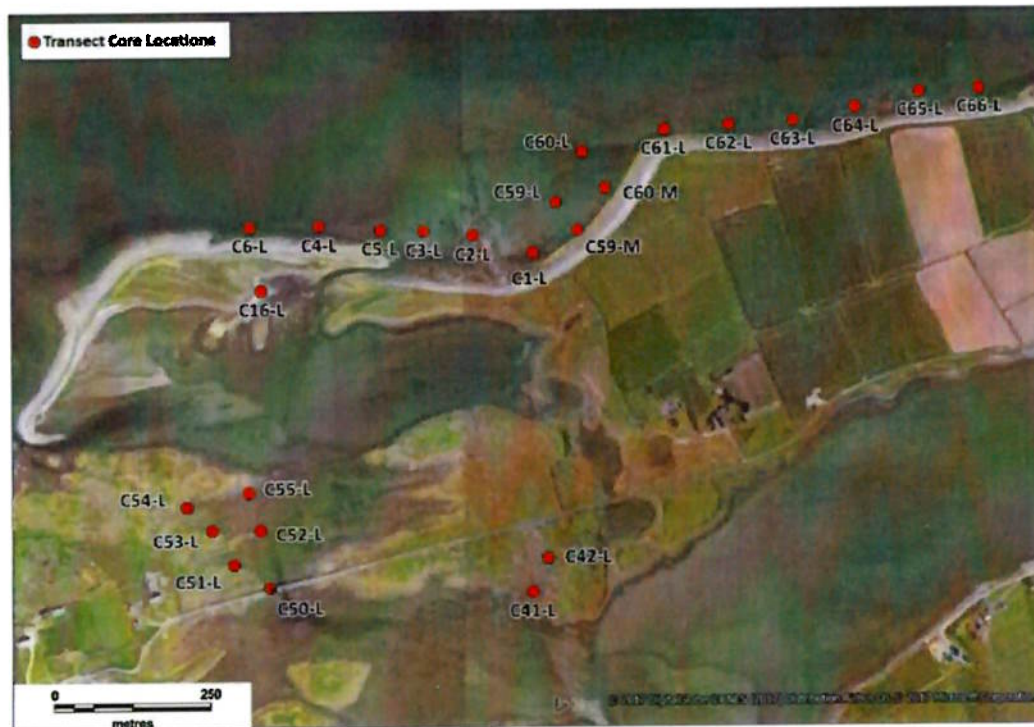 Transect Core Locations
C66-L
C65-L
C64-L
C63-L
C62-L
C61-L
C60-L
C60-M
C59-L
C59-M
C6-L
C4-L
C5-L
C3-L
C2-L
C1-L
C16-L
C55-L
C54-L
C53-L
C52-L
C51-L
C50-L
C42-L
C41-L
0 250
metres